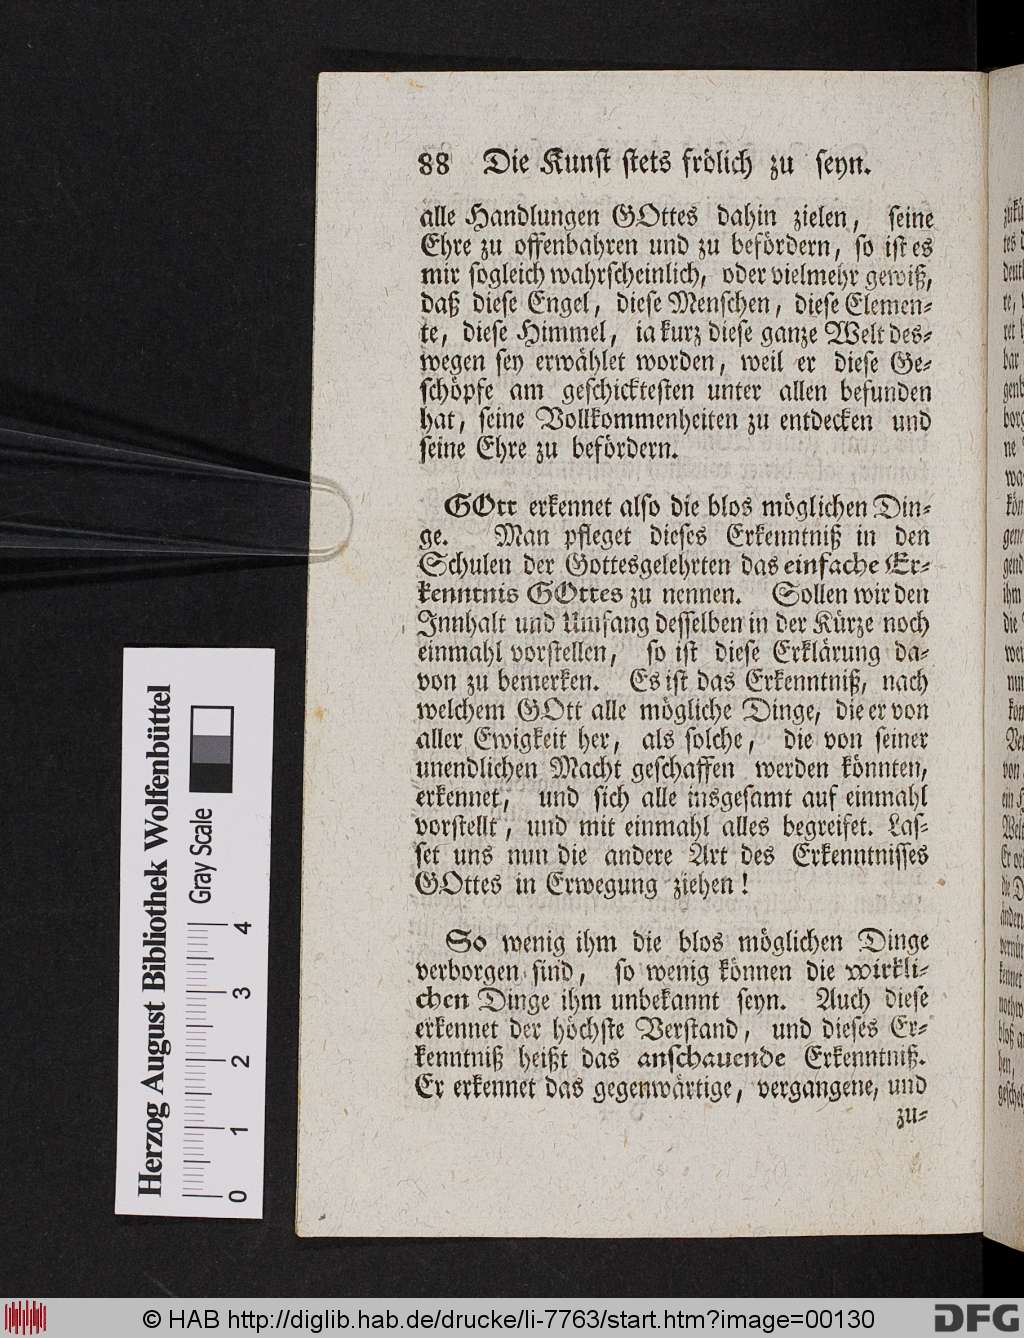 88 Die Kunst stets frölich zu seyn.
alle Handlungen GOttes dahin zielen, seine
Ehre zu offenbahren und zu befördern, so ist es
mir sogleich wahrscheinlich, oder vielmehr gewiß,
daß diese Engel, diese Menschen, diese Elemen-
te, diese Himmel, ia kurz diese ganze Welt des-
wegen sey erwählet worden, weil er diese Ge-
schöpfe am geschicktesten unter allen befunden
hat, seine Vollkommenheiten zu entdecken und
seine Ehre zu befördern.
GOtt erkennet also die blos möglichen Din-
ge. Man pfleget dieses Erkenntniß in den
Schulen der Gottesgelehrten das einfache Er-
kenntnis GOttes zu nennen. Sollen wir den
Innhalt und Umfang desselben in der Kürze noch
einmahl vorstellen, so ist diese Erklärung da-
von zu bemerken. Es ist das Erkenntniß, nach
welchem GOtt alle mögliche Dinge, die er von
aller Ewigkeit her, als solche, die von seiner
unendlichen Macht geschaffen werden könnten,
erkennet, und sich alle insgesamt auf einmahl
vorstellt, und mit einmahl alles begreifet. Las-
set uns nun die andere Art des Erkenntnisses
GOttes in Erwegung ziehen!
So wenig ihm die blos möglichen Dinge
verborgen sind, so wenig können die wirkli-
chen Dinge ihm unbekannt seyn. Auch diese
erkennet der höchste Verstand, und dieses Er-
kenntniß heißt das anschauende Erkenntniß.
Er erkennet das gegenwärtige, vergangene, und
zu-
Herzog August Bibliothek Wolfenbüttel
Gray Scale
0 1 2 3 4
© HAB http://diglib.hab.de/drucke/li-7763/start.htm?image=00130
DFG